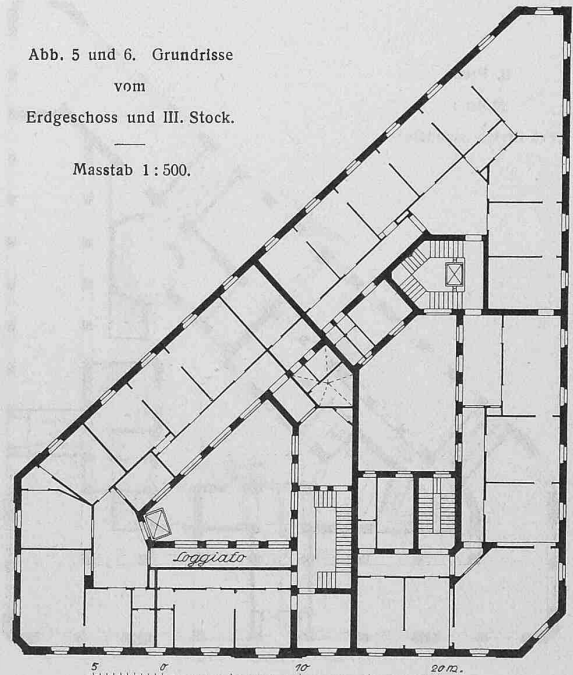 Abb. 5 und 6. Grundrisse
vom
Erdgeschoss und III. Stock.
Masstab 1 : 500.
Loggiato
5 0 10 20 m.